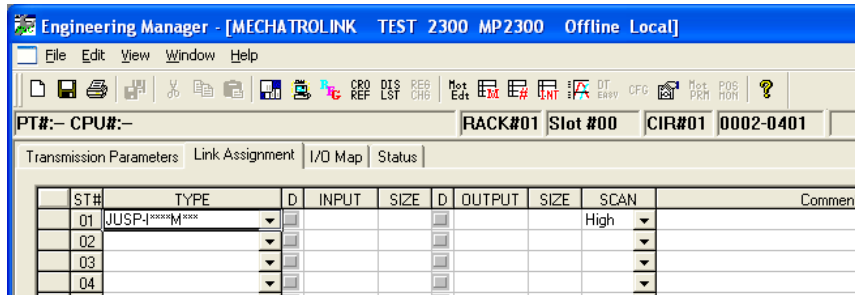 Engineering Manager - [MECHATROLINK TEST 2300 MP2300 Offline Local]
File Edit View Window Help
REG CRO REF DIS LST REG CHG Mot Edt M # INT DT Easy CFG Mot PRM POS MON ?
PT#:– CPU#:– RACK#01 Slot #00 CIR#01 0002-0401
Transmission Parameters Link Assignment I/O Map Status
ST# TYPE D INPUT SIZE D OUTPUT SIZE SCAN Commen
01 JUSP-I****M*** High
02
03
04